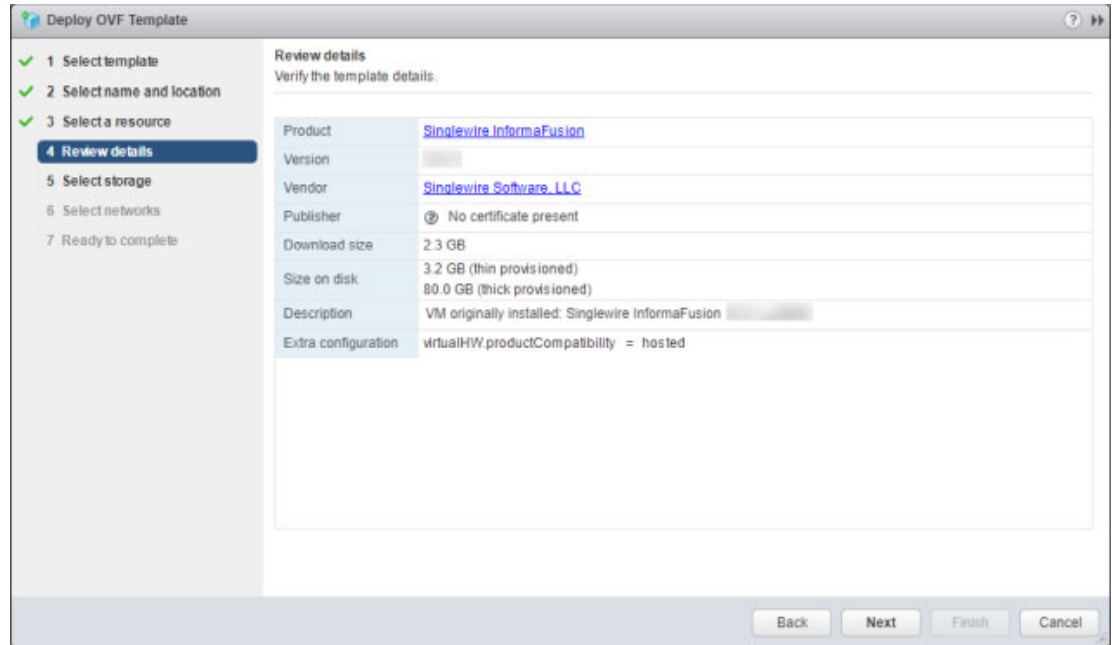 Deploy OVF Template
1 Select template
2 Select name and location
3 Select a resource
4 Review details
5 Select storage
6 Select networks
7 Ready to complete
Review details
Verify the template details.
Product Singlewire InformaFusion
Version
Vendor Singlewire Software, LLC
Publisher No certificate present
Download size 2.3 GB
Size on disk 3.2 GB (thin provisioned)
80.0 GB (thick provisioned)
Description VM originally installed: Singlewire InformaFusion
Extra configuration virtualHW.productCompatibility = hosted
Back Next Finish Cancel